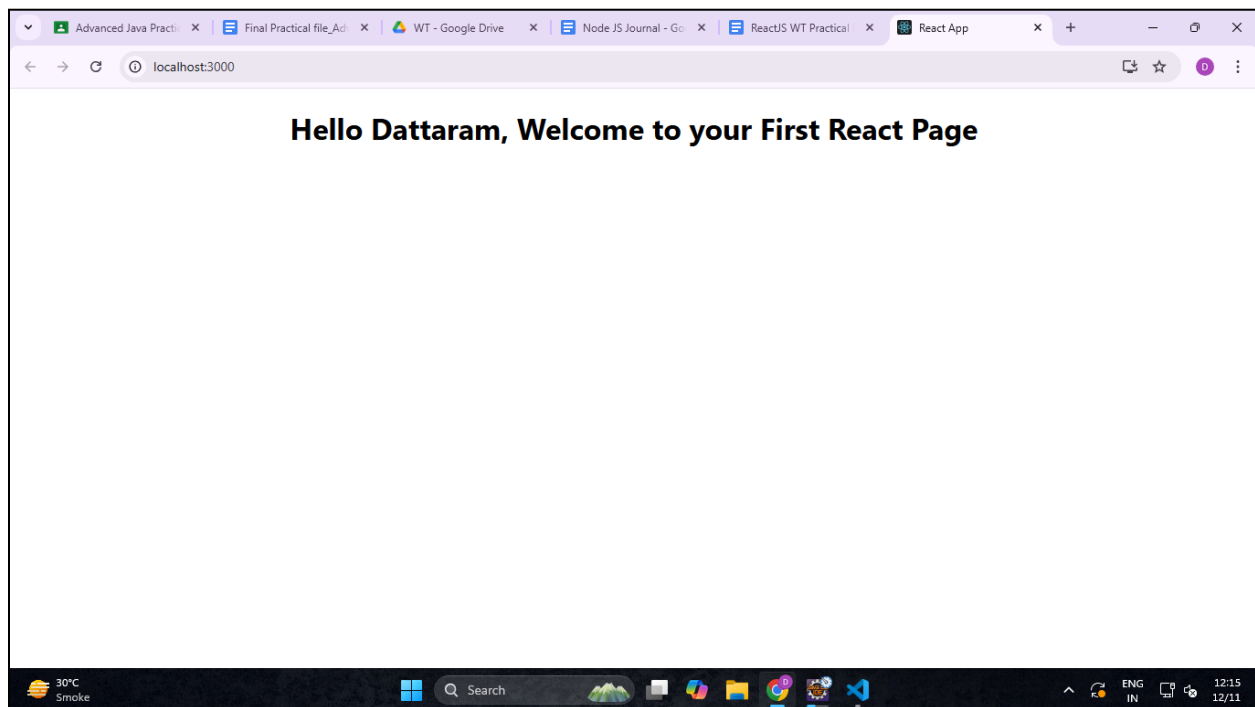 Advanced Java Practic
Final Practical file_Adv
WT - Google Drive
Node JS Journal - Go
ReactJS WT Practical
React App
localhost:3000
D
Hello Dattaram, Welcome to your First React Page
30°C
Smoke
Search
D
ENG
IN
12:15
12/11